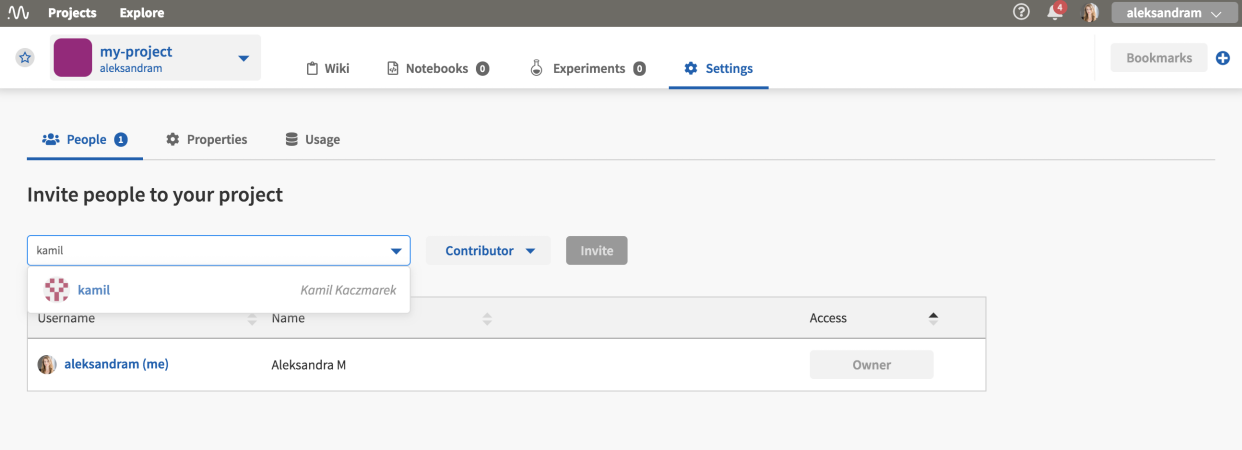 Projects Explore ? 4 aleksandram
my-project
aleksandram
Wiki Notebooks 0 Experiments 0 Settings Bookmarks
People 1 Properties Usage
Invite people to your project
kamil Contributor Invite
kamil Kamil Kaczmarek
Username Name Access
aleksandram (me) Aleksandra M Owner